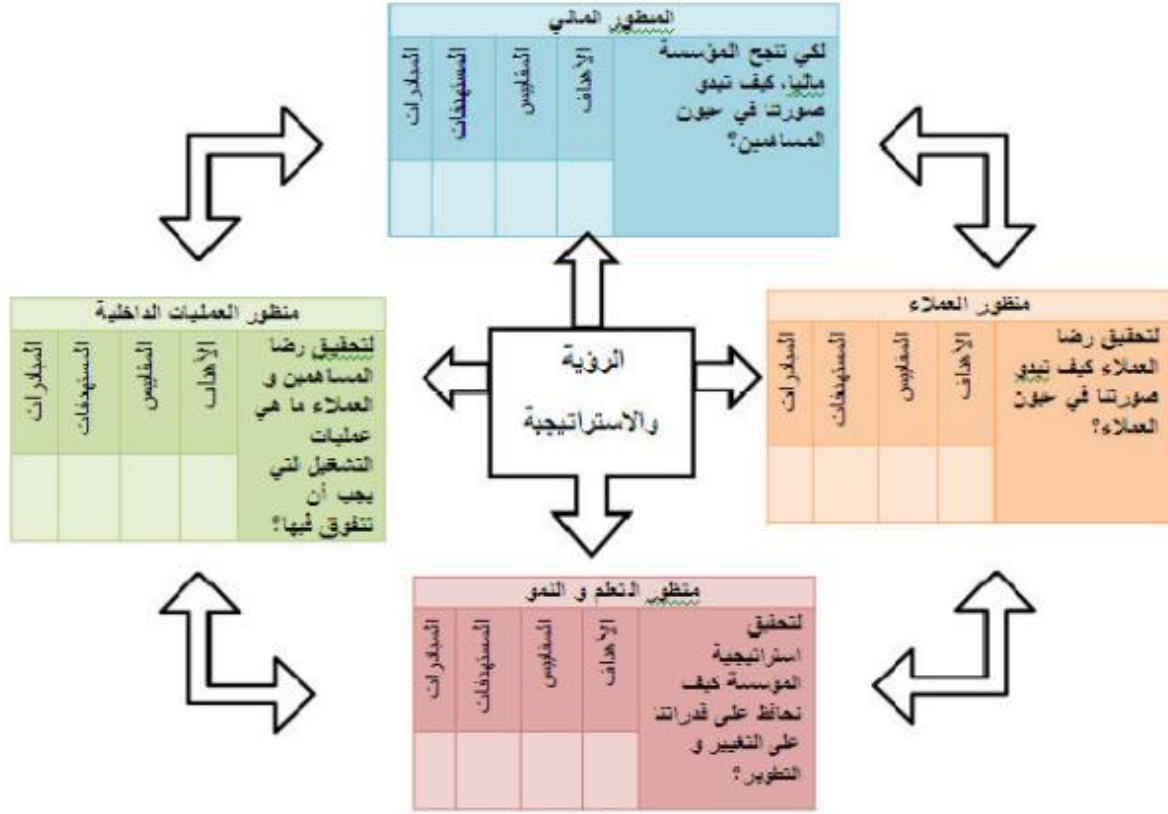 المنظور المالي
لكي تنجح المؤسسة
ماليا، كيف تبدو
صورتنا في عيون
المساهمين؟
الأهداف
المقاييس
المستهدفات
المبادرات
منظور العملاء
لتحقيق رضا
العملاء كيف تبدو
صورتنا في عيون
العملاء؟
الأهداف
المقاييس
المستهدفات
المبادرات
الرؤية
والاستراتيجية
منظور العمليات الداخلية
لتحقيق رضا
المساهمين و
العملاء ما هي
عمليات
التشغيل التي
يجب أن
نتفوق فيها؟
الأهداف
المقاييس
المستهدفات
المبادرات
منظور التعلم و النمو
لتحقيق
استراتيجية
الموسسة كيف
نحافظ على قدراتنا
على التغيير و
التطوير؟
الأهداف
المقاييس
المستهدفات
المبادرات